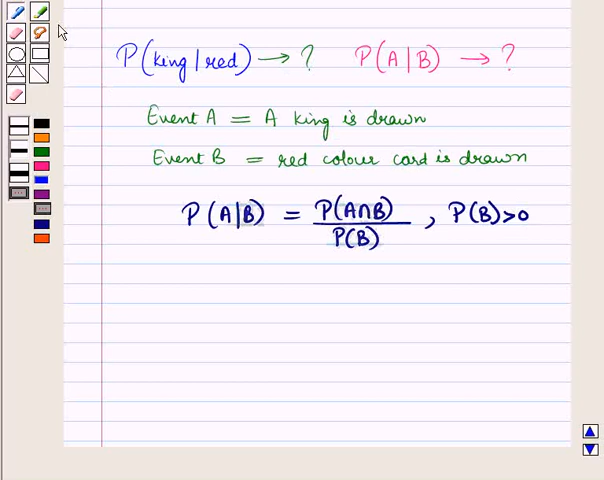 P(king | red) → ? P(A | B) → ?
Event A = A king is drawn
Event B = red colour card is drawn
P(A|B) = P(A∩B) / P(B) , P(B)>0